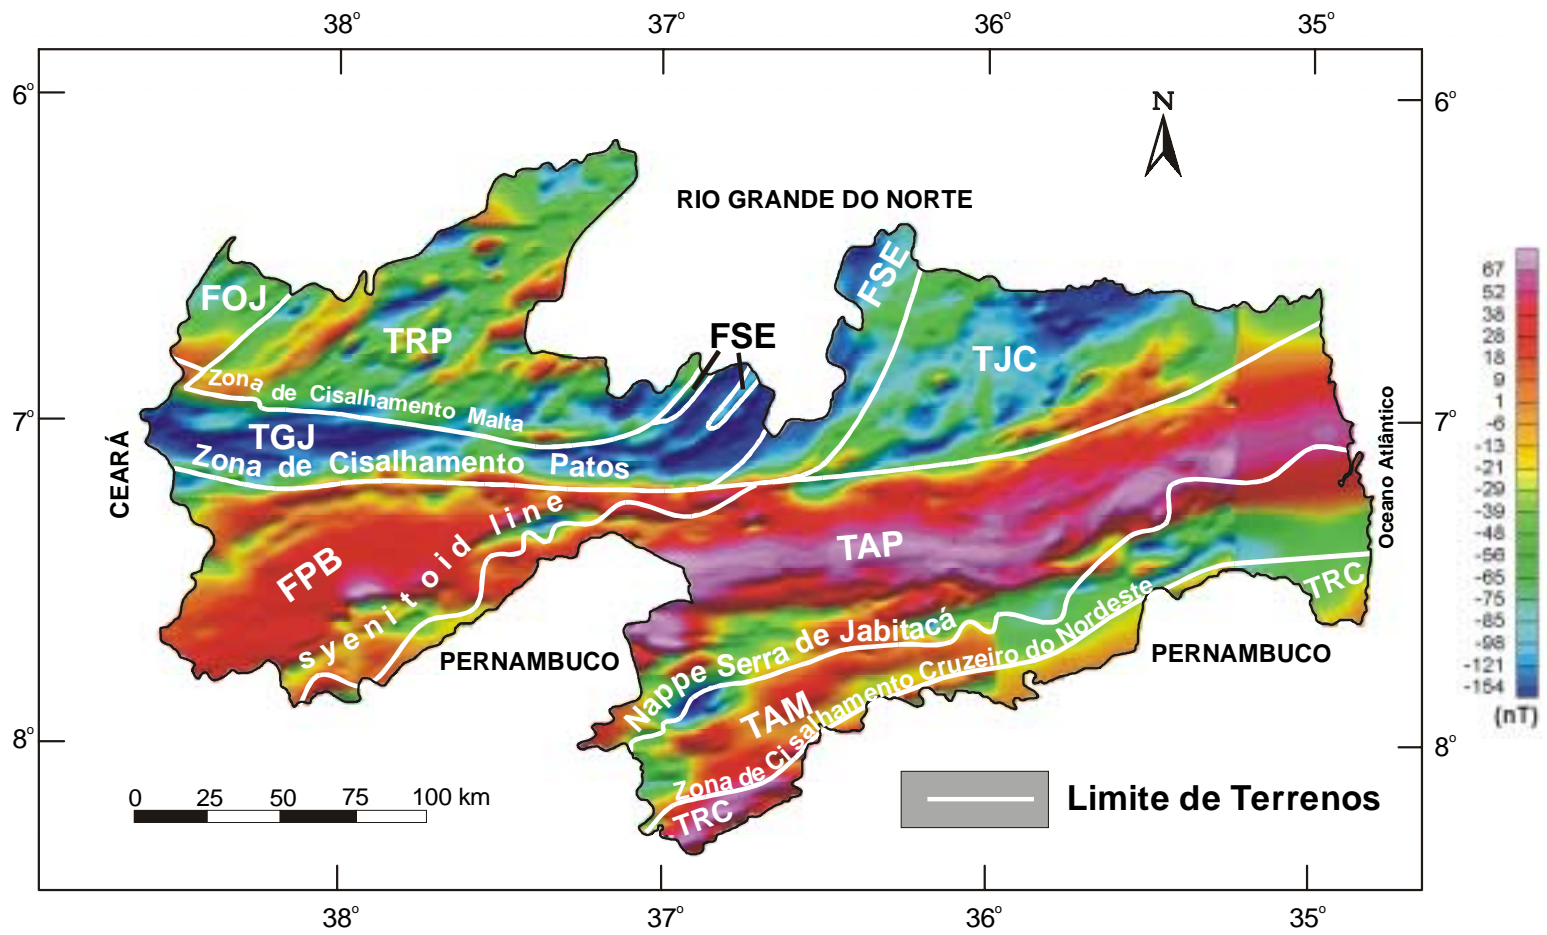 38° 37° 36° 35°
6° 6°
N
RIO GRANDE DO NORTE
FSE
FOJ
TRP
FSE
TJC
Zona de Cisalhamento Malta
7° 7°
TGJ
Zona de Cisalhamento Patos
CEARÁ
Oceano Atlântico
syenitoid line
FPB
TAP
TRC
PERNAMBUCO
PERNAMBUCO
Nappe Serra de Jabitacá
TAM
Zona de Cisalhamento Cruzeiro do Nordeste
TRC
8° 8°
0 25 50 75 100 km
Limite de Terrenos
67
52
38
28
18
9
1
-6
-13
-21
-29
-39
-48
-56
-65
-75
-85
-98
-121
-154
(nT)
38° 37° 36° 35°